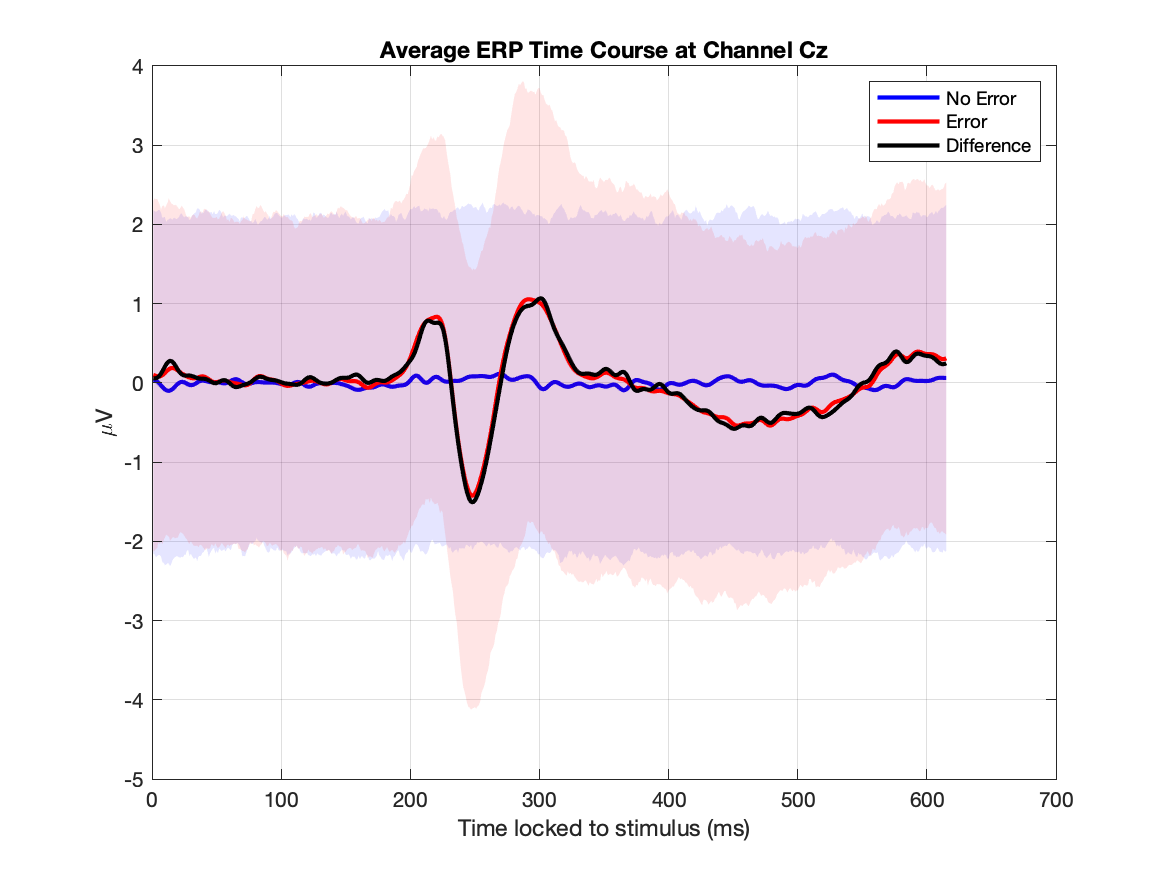 Average ERP Time Course at Channel Cz
4
3
2
1
0
-1
-2
-3
-4
-5
μV
No Error
Error
Difference
0 100 200 300 400 500 600 700
Time locked to stimulus (ms)